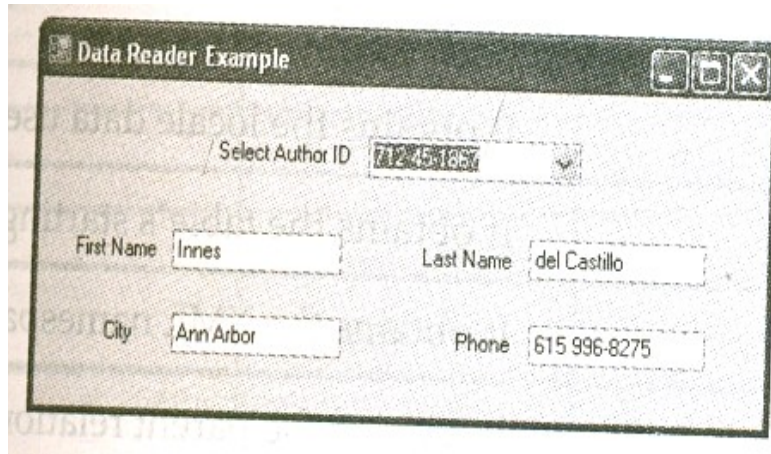 Data Reader Example
Select Author ID 712-45-1867
First Name Innes
Last Name del Castillo
City Ann Arbor
Phone 615 996-8275